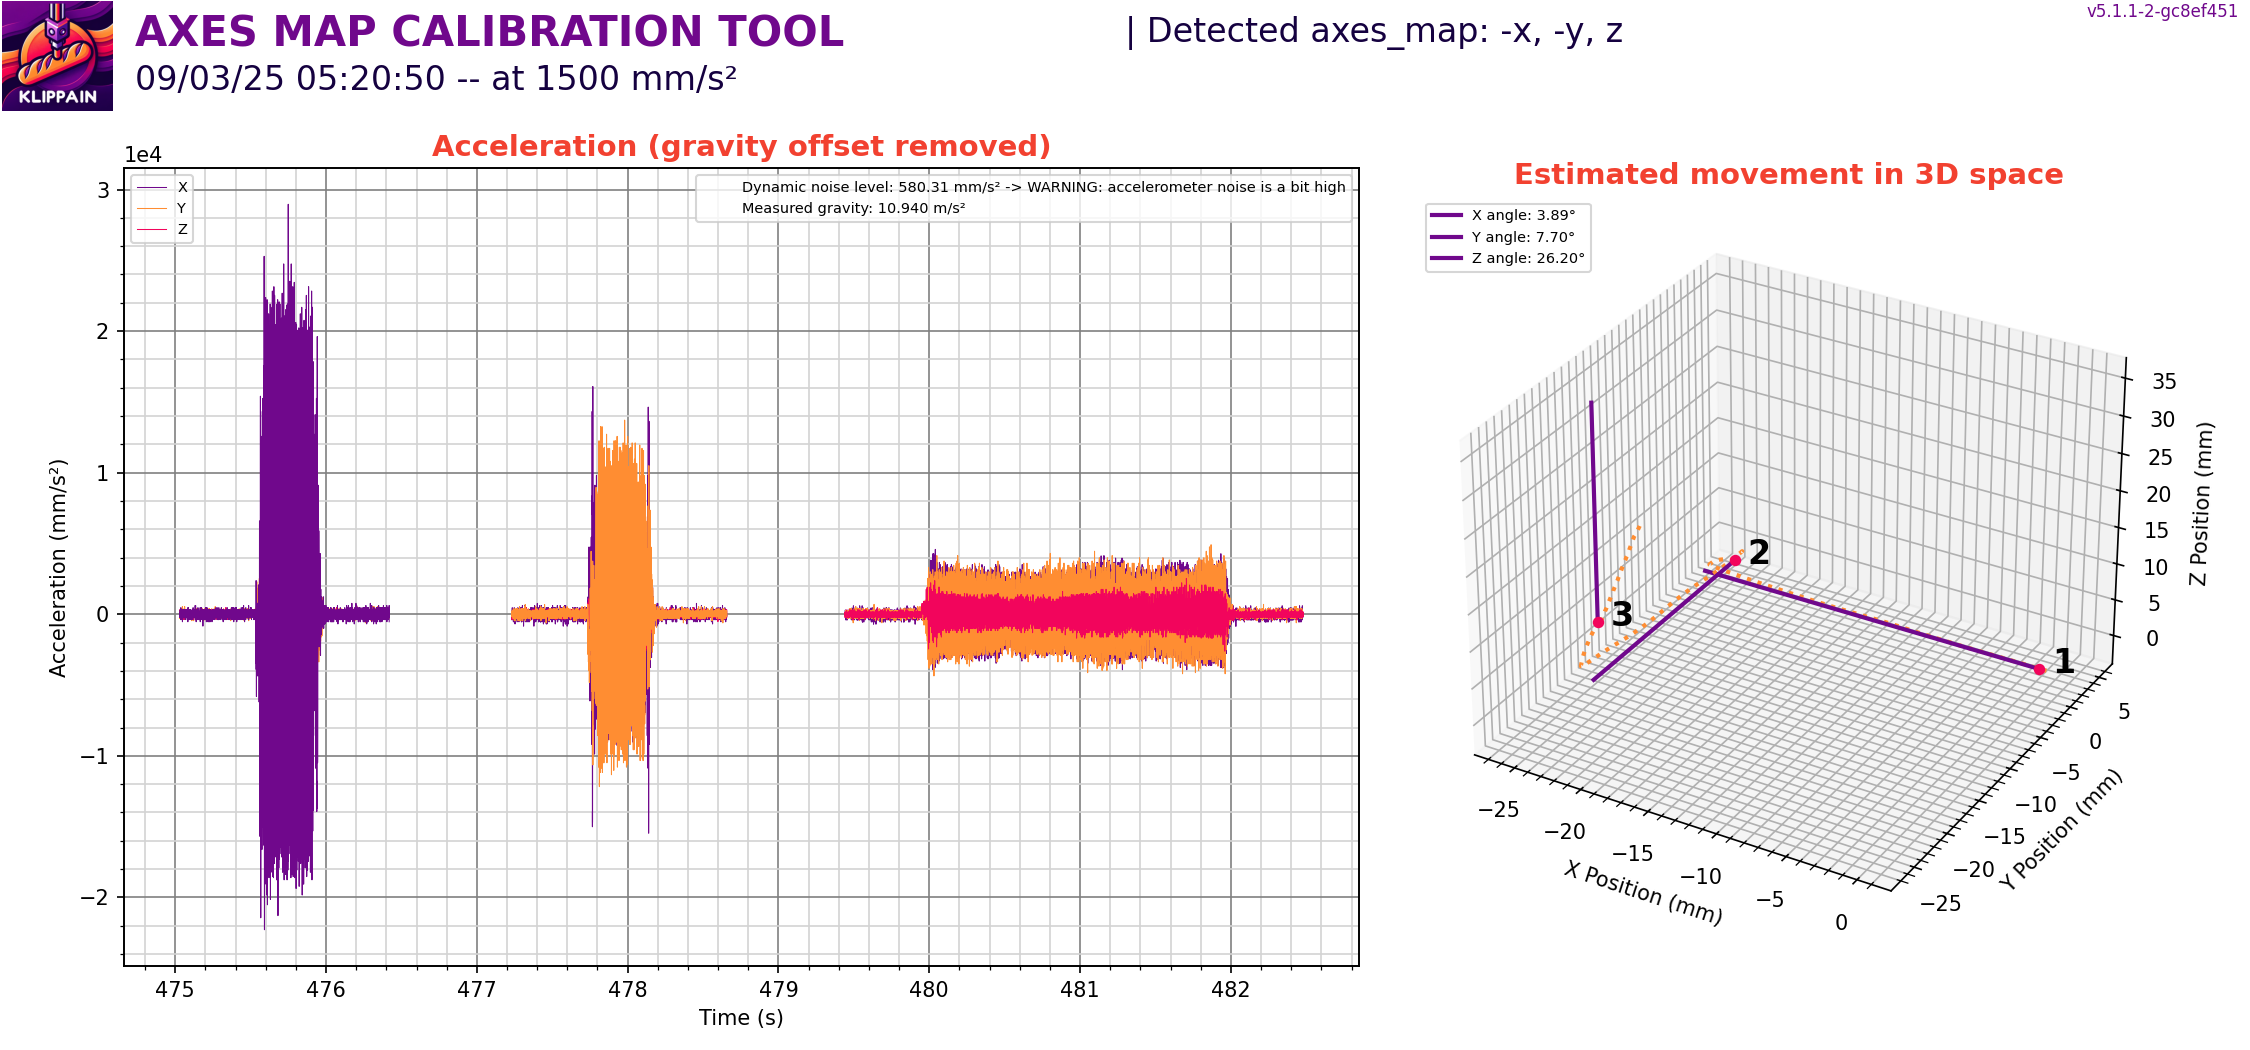 KLIPPAIN
AXES MAP CALIBRATION TOOL
09/03/25 05:20:50 -- at 1500 mm/s²
| Detected axes_map: -x, -y, z
v5.1.1-2-gc8ef451
Acceleration (gravity offset removed)
1e4
X
Y
Z
Dynamic noise level: 580.31 mm/s² -> WARNING: accelerometer noise is a bit high
Measured gravity: 10.940 m/s²
3
2
1
0
−1
−2
Acceleration (mm/s²)
475 476 477 478 479 480 481 482
Time (s)
Estimated movement in 3D space
X angle: 3.89°
Y angle: 7.70°
Z angle: 26.20°
1
2
3
35
30
25
20
15
10
5
0
Z Position (mm)
5
0
−5
−10
−15
−20
−25
Y Position (mm)
−25
−20
−15
−10
−5
0
X Position (mm)